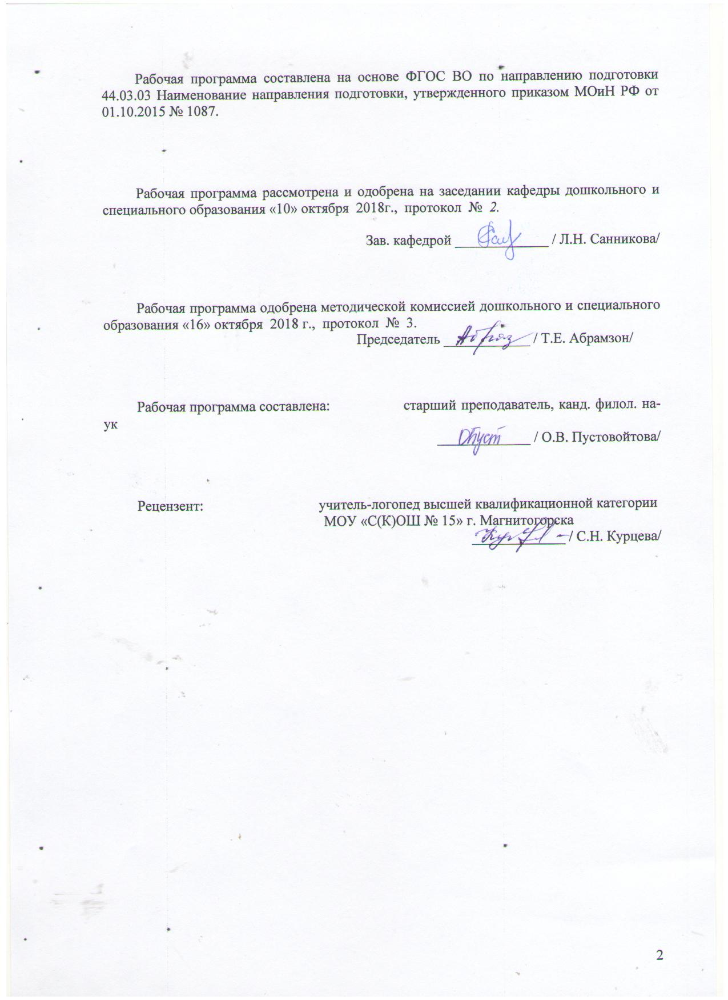 Рабочая программа составлена на основе ФГОС ВО по направлению подготовки
44.03.03 Наименование направления подготовки, утвержденного приказом МОиН РФ от
01.10.2015 № 1087.
Рабочая программа рассмотрена и одобрена на заседании кафедры дошкольного и
специального образования «10» октября 2018г., протокол № 2.
Зав. кафедрой _____________ / Л.Н. Санникова/
Рабочая программа одобрена методической комиссией дошкольного и специального
образования «16» октября 2018 г., протокол № 3.
Председатель ____________ / Т.Е. Абрамзон/
Рабочая программа составлена: старший преподаватель, канд. филол. на-
ук
_____________ / О.В. Пустовойтова/
Рецензент: учитель-логопед высшей квалификационной категории
МОУ «С(К)ОШ № 15» г. Магнитогорска
_____________ / С.Н. Курцева/
2